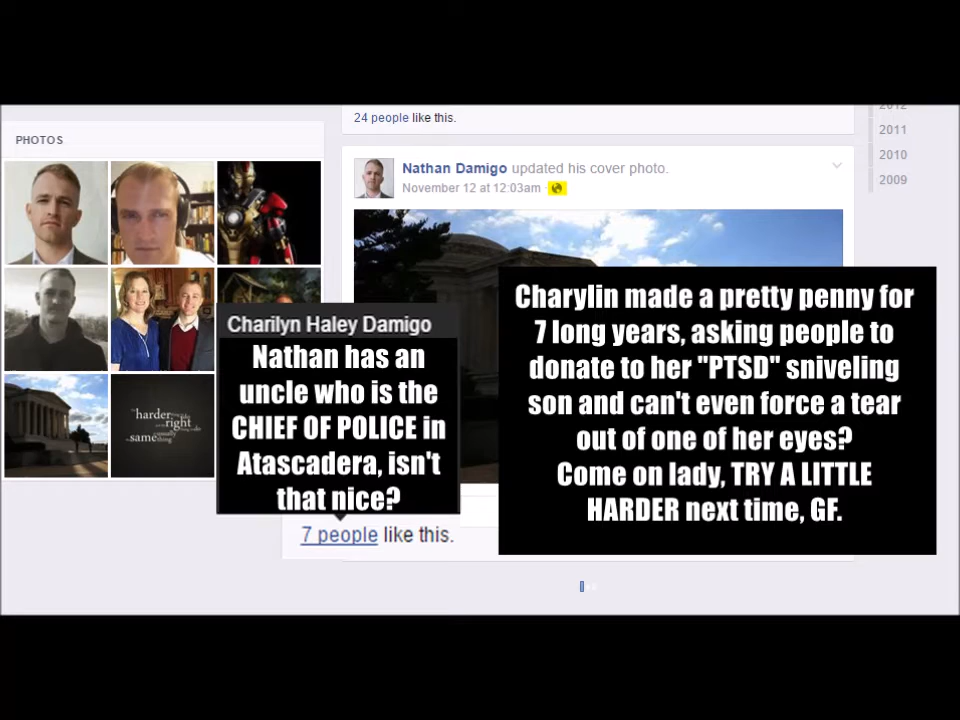 24 people like this.
2012
2011
2010
2009
PHOTOS
Nathan Damigo updated his cover photo.
November 12 at 12:03am
Charilyn Haley Damigo
Nathan has an
uncle who is the
CHIEF OF POLICE in
Atascadera, isn't
that nice?
7 people like this.
Charylin made a pretty penny for
7 long years, asking people to
donate to her "PTSD" sniveling
son and can't even force a tear
out of one of her eyes?
Come on lady, TRY A LITTLE
HARDER next time, GF.
"harder
right
same